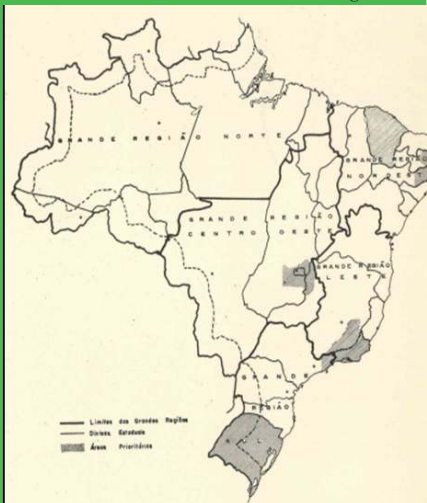 GRANDE REGIÃO NORTE
GRANDE REGIÃO
NORDESTE
GRANDE REGIÃO
CENTRO OESTE
GRANDE REGIÃO
LESTE
GRANDE
REGIÃO
Limites das Grandes Regiões
Divisas Estaduais
Áreas Prioritárias